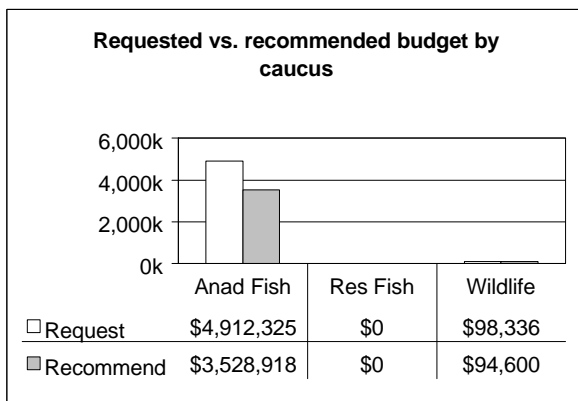 Requested vs. recommended budget by
caucus
6,000k
4,000k
2,000k
0k
Anad Fish Res Fish Wildlife
Request $4,912,325 $0 $98,336
Recommend $3,528,918 $0 $94,600